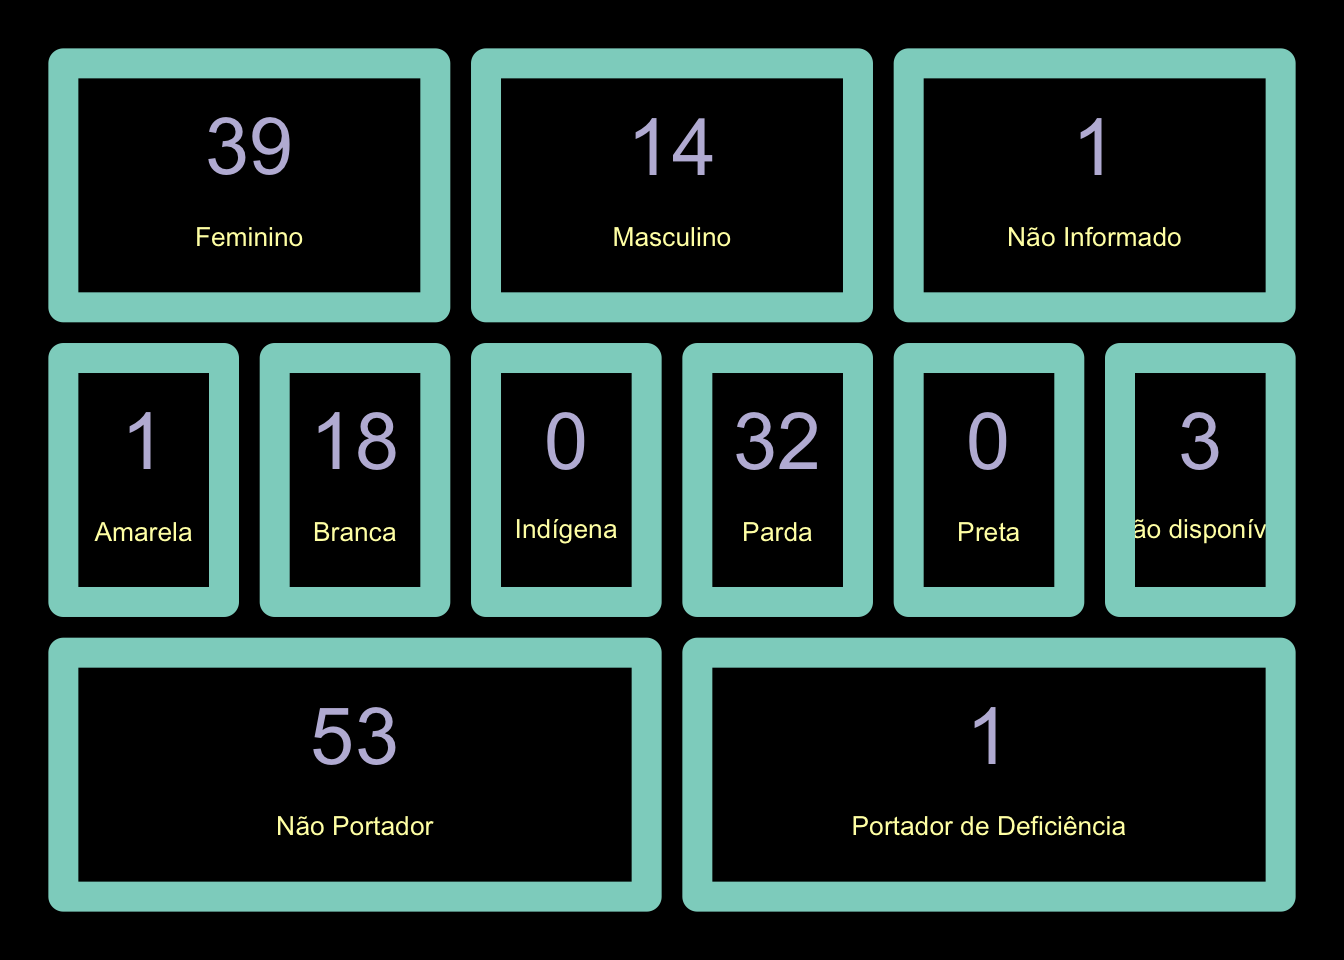 39
Feminino
14
Masculino
1
Não Informado
1
Amarela
18
Branca
0
Indígena
32
Parda
0
Preta
3
ão disponív
53
Não Portador
1
Portador de Deficiência